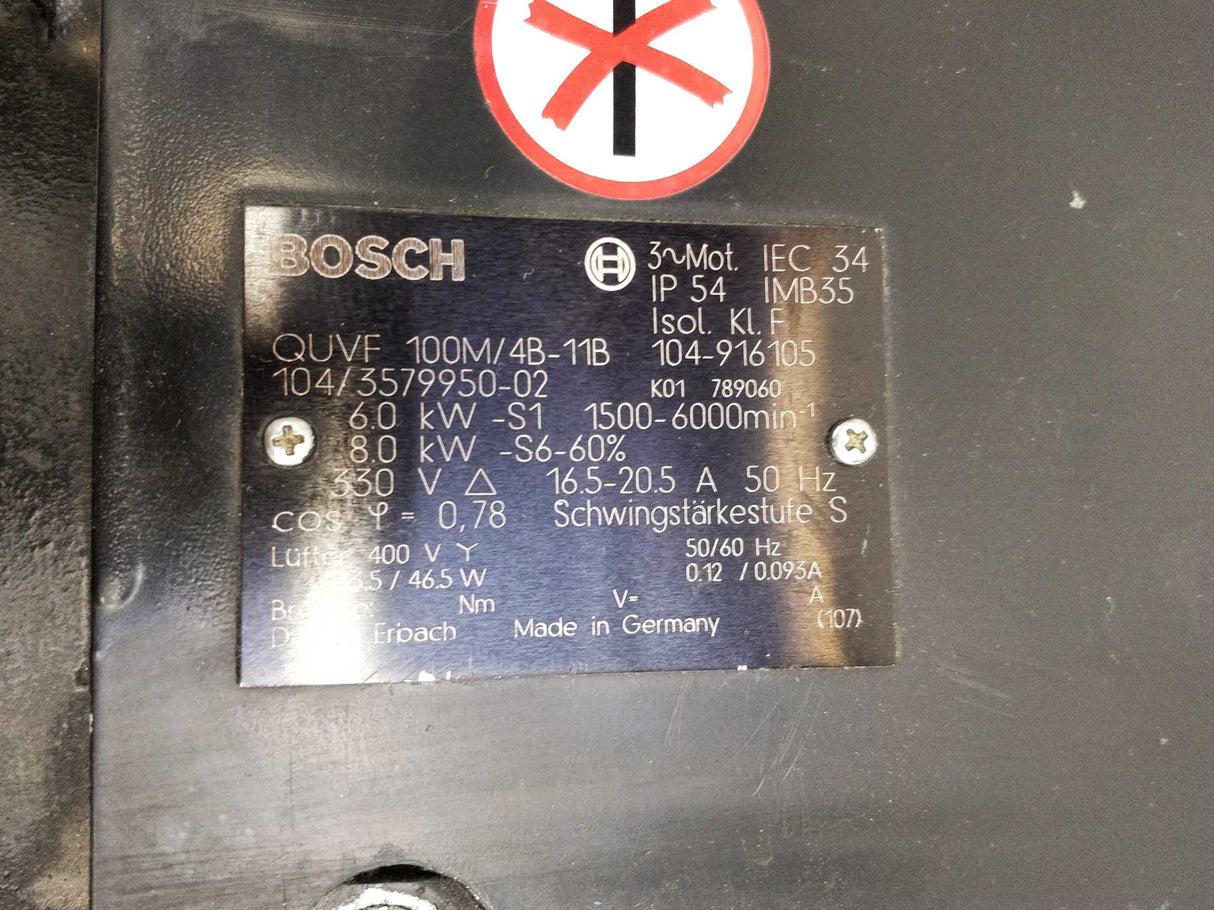 BOSCH 3~Mot. IEC 34
IP 54 IMB35
Isol. Kl. F
QUVF 100M/4B-11B 104-916105
104/3579950-02 K01 789060
6.0 kW -S1 1500-6000min⁻¹
8.0 kW -S6-60%
330 V △ 16.5-20.5 A 50 Hz
cos φ = 0,78 Schwingstärkestufe S
Lüfter 400 V Y 50/60 Hz
/ 46.5 W 0.12 / 0.093A
Nm V= A
Erbach Made in Germany (107)